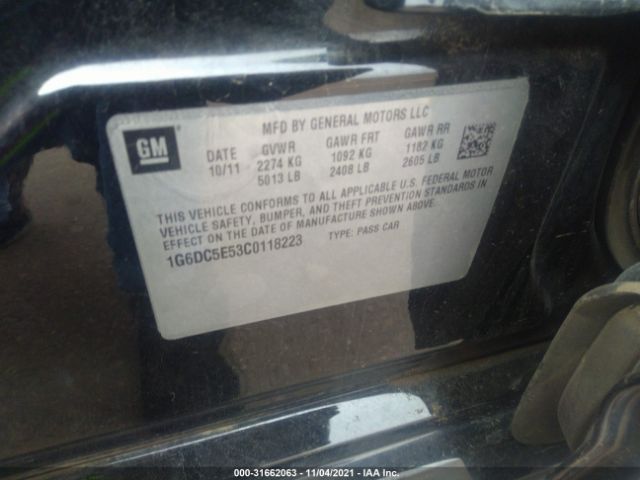 MFD BY GENERAL MOTORS LLC
GM
DATE GVWR GAWR FRT GAWR RR
10/11 2274 KG 1092 KG 1182 KG
5013 LB 2408 LB 2605 LB
THIS VEHICLE CONFORMS TO ALL APPLICABLE U.S. FEDERAL MOTOR
VEHICLE SAFETY, BUMPER, AND THEFT PREVENTION STANDARDS IN
EFFECT ON THE DATE OF MANUFACTURE SHOWN ABOVE.
1G6DC5E53C0118223 TYPE: PASS CAR
000-31662063 - 11/04/2021 - IAA Inc.